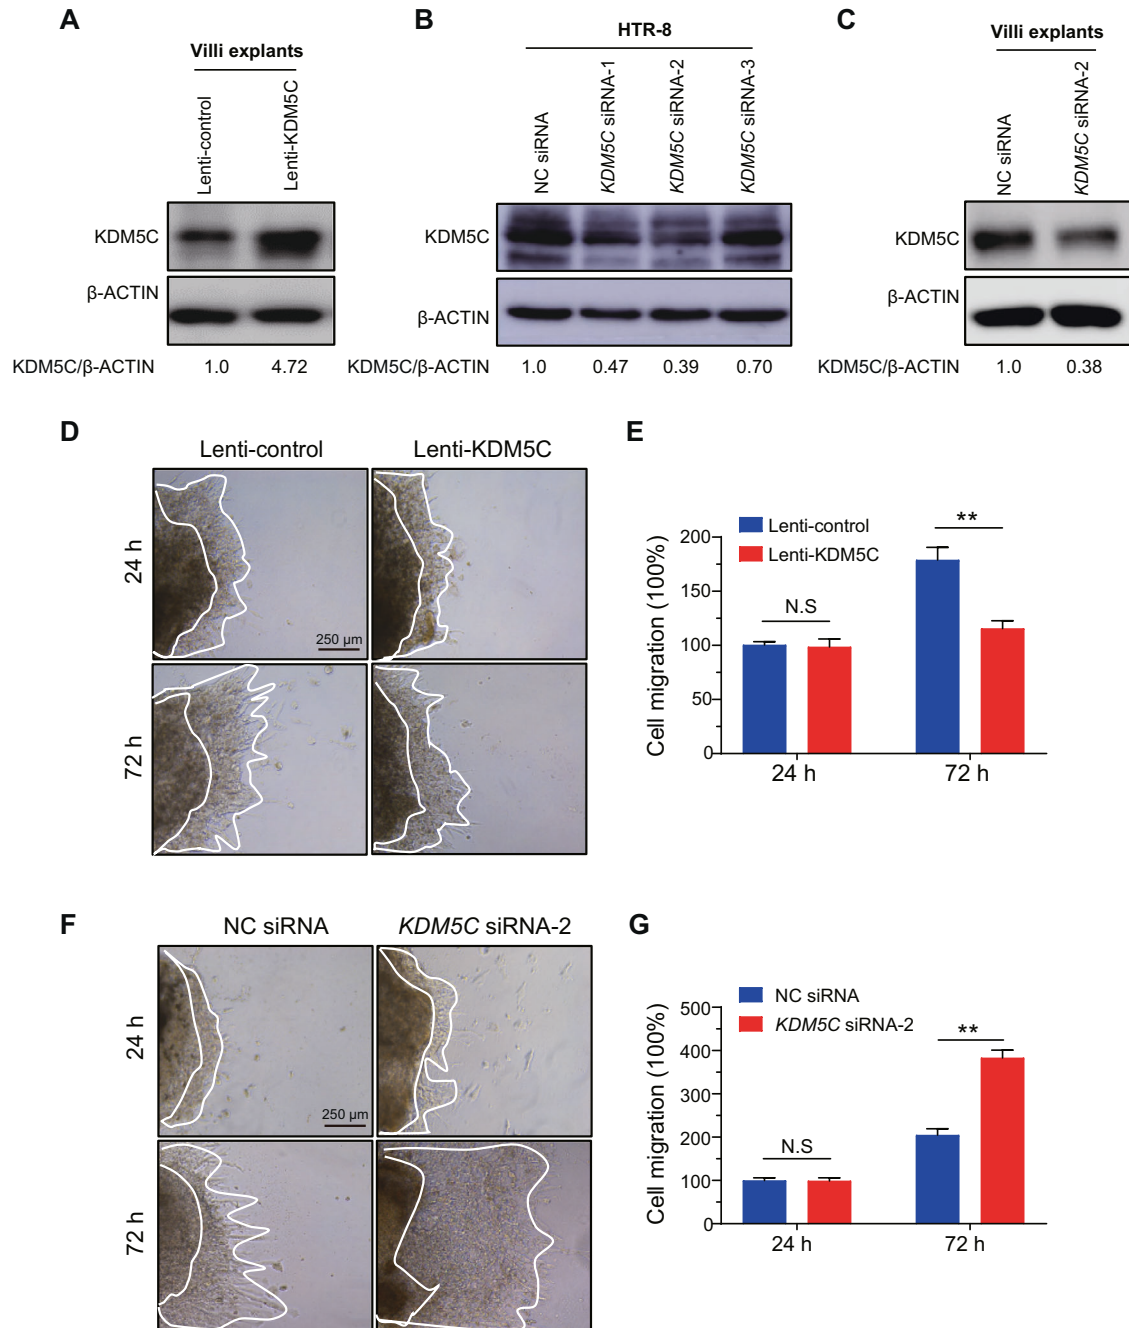 A
Villi explants
Lenti-control
Lenti-KDM5C
KDM5C
β-ACTIN
KDM5C/β-ACTIN 1.0 4.72
B
HTR-8
NC siRNA
KDM5C siRNA-1
KDM5C siRNA-2
KDM5C siRNA-3
KDM5C
β-ACTIN
KDM5C/β-ACTIN 1.0 0.47 0.39 0.70
C
Villi explants
NC siRNA
KDM5C siRNA-2
KDM5C
β-ACTIN
KDM5C/β-ACTIN 1.0 0.38
D
Lenti-control Lenti-KDM5C
24 h
250 μm
72 h
E
Lenti-control
Lenti-KDM5C
Cell migration (100%)
200
150
100
50
0
N.S
**
24 h 72 h
F
NC siRNA KDM5C siRNA-2
24 h
250 μm
72 h
G
NC siRNA
KDM5C siRNA-2
Cell migration (100%)
500
400
300
200
100
0
N.S
**
24 h 72 h